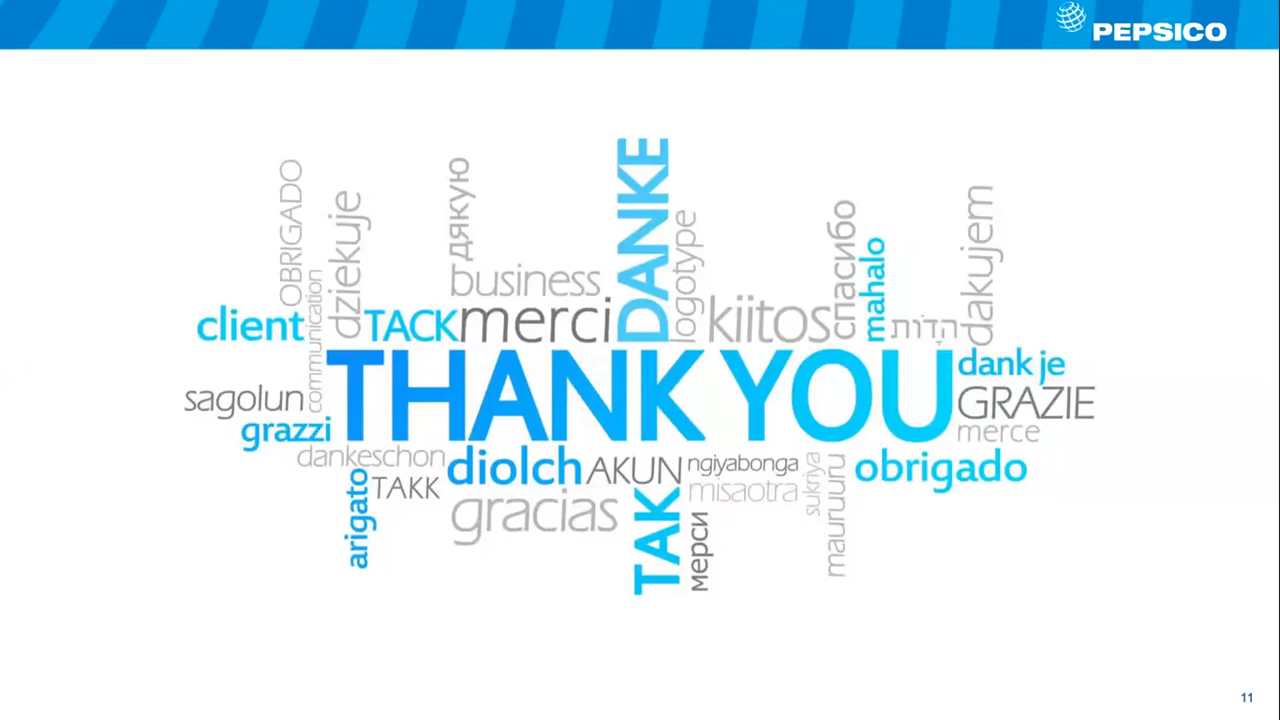 PEPSICO
OBRIGADO
dziekuje
дякую
DANKE
logotype
спасибо
mahalo
dakujem
business
communication
client
TACK
merci
kiitos
THANK YOU
dank je
sagolun
GRAZIE
grazzi
merce
dankeschon
diolch
AKUN
ngiyabonga
obrigado
arigato
TAKK
gracias
TAK
misaotra
sukriya
mauruuru
мерси
11